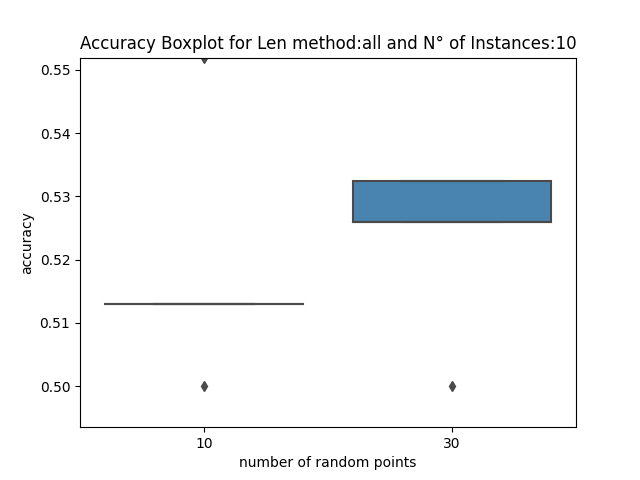 Accuracy Boxplot for Len method:all and N° of Instances:10
0.55
0.54
0.53
0.52
0.51
0.50
accuracy
10 30
number of random points